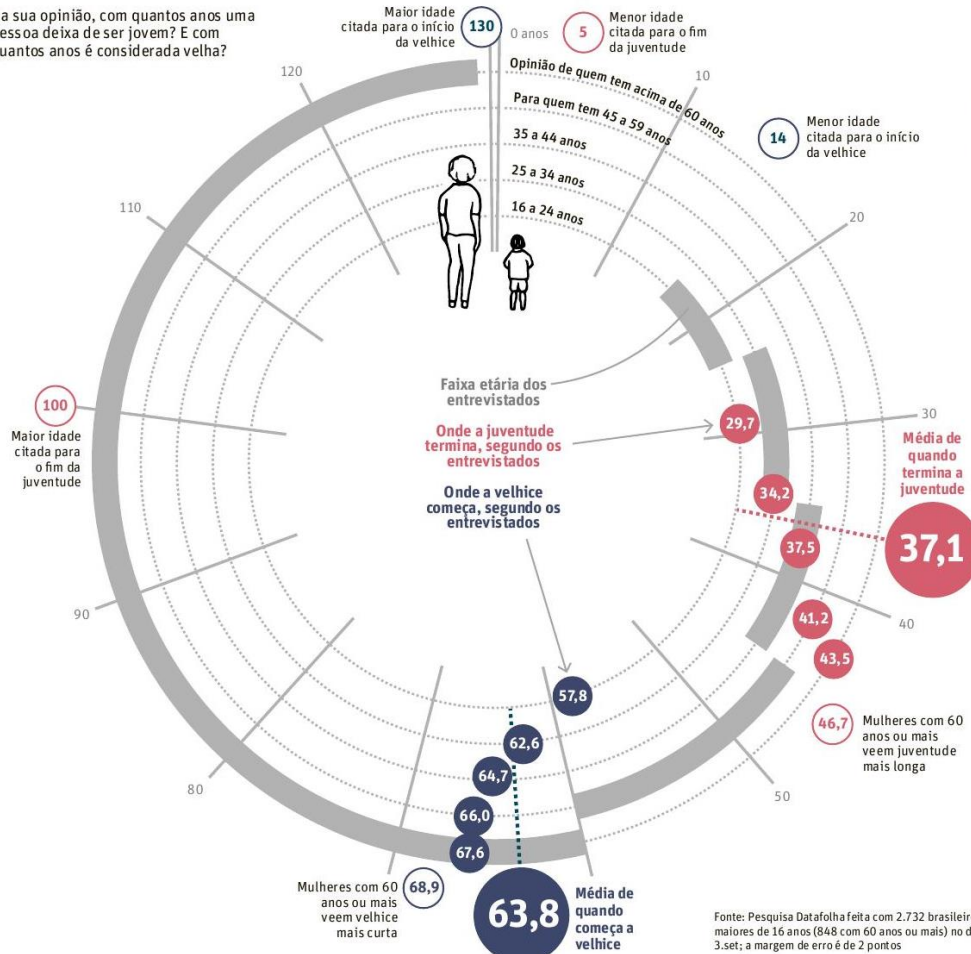 a sua opinião, com quantos anos uma
essoa deixa de ser jovem? E com
uantos anos é considerada velha?
Maior idade
citada para o início
da velhice
130
0 anos
5
Menor idade
citada para o fim
da juventude
Opinião de quem tem acima de 60 anos
Para quem tem 45 a 59 anos
35 a 44 anos
25 a 34 anos
16 a 24 anos
10
14
Menor idade
citada para o início
da velhice
120
110
20
100
Maior idade
citada para
o fim da
juventude
Faixa etária dos
entrevistados
Onde a juventude
termina, segundo os
entrevistados
Onde a velhice
começa, segundo os
entrevistados
29,7
30
Média de
quando
termina a
juventude
37,1
34,2
37,5
41,2
43,5
40
46,7
Mulheres com 60
anos ou mais
veem juventude
mais longa
90
80
50
57,8
62,6
64,7
66,0
67,6
68,9
Mulheres com 60
anos ou mais
veem velhice
mais curta
63,8
Média de
quando
começa a
velhice
Fonte: Pesquisa Datafolha feita com 2.732 brasileir
maiores de 16 anos (848 com 60 anos ou mais) no d
3.set; a margem de erro é de 2 pontos